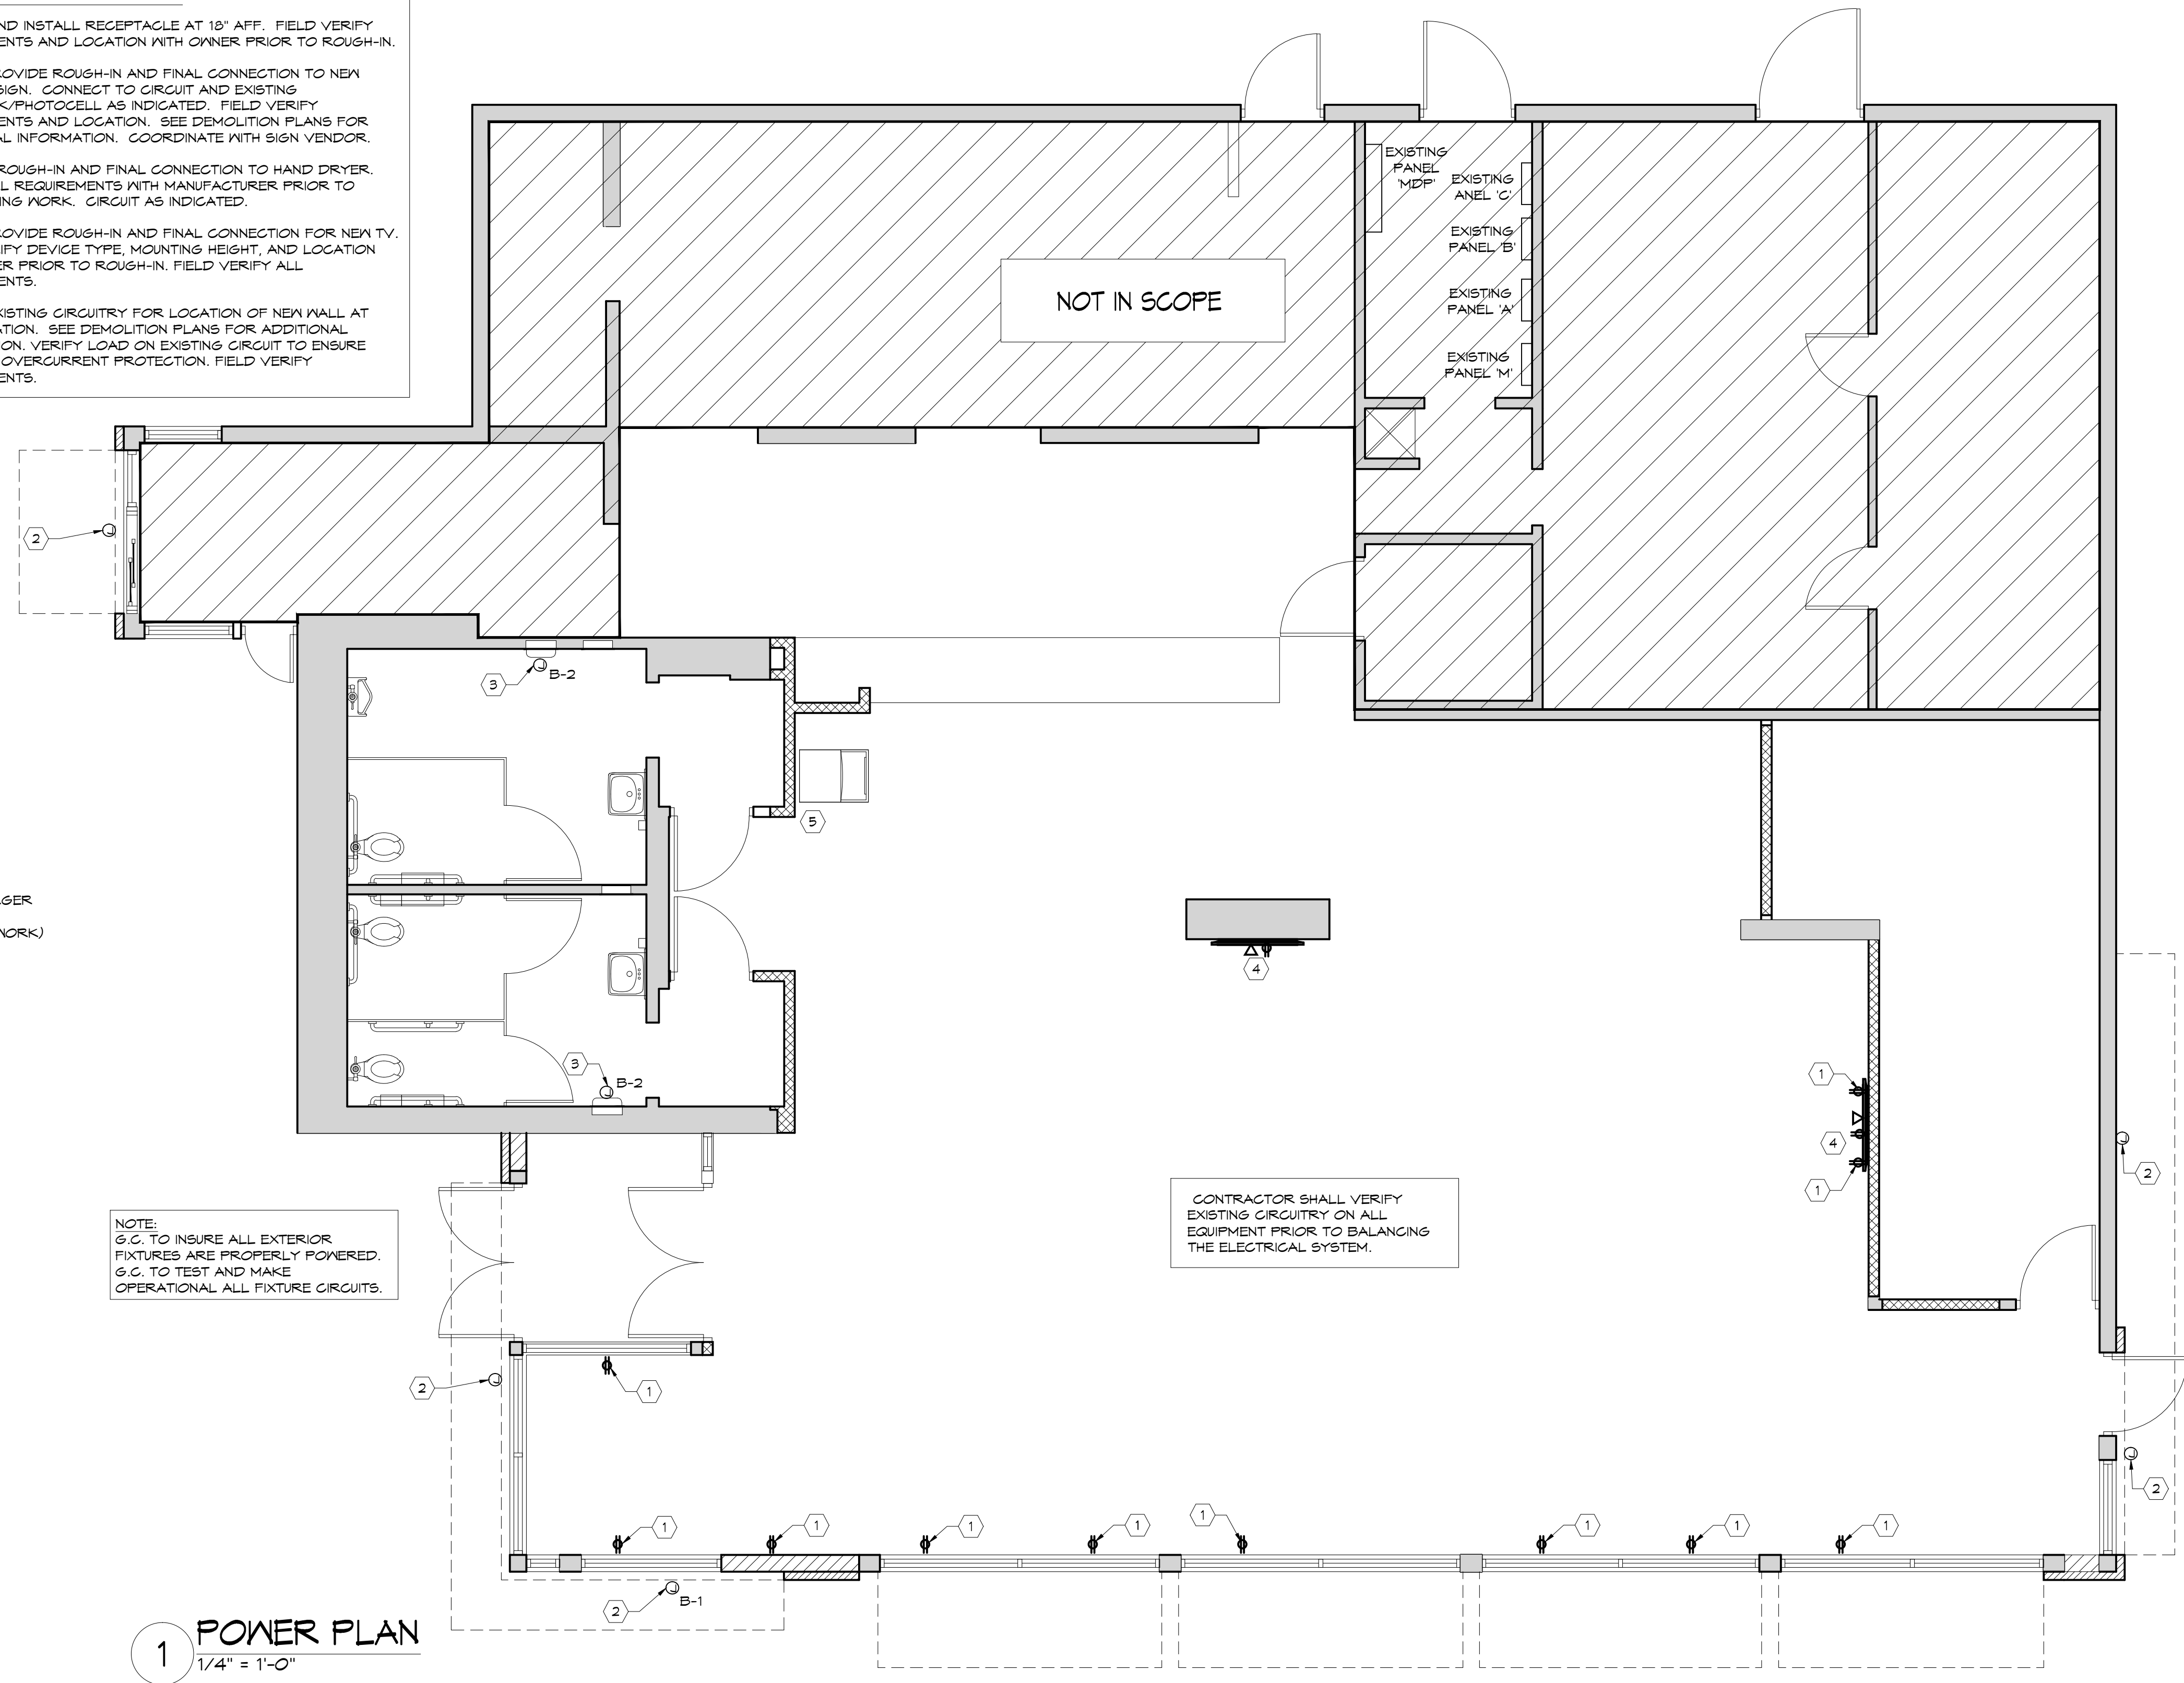 ND INSTALL RECEPTACLE AT 18" AFF. FIELD VERIFY
ENTS AND LOCATION WITH OWNER PRIOR TO ROUGH-IN.
OVIDE ROUGH-IN AND FINAL CONNECTION TO NEW
SIGN. CONNECT TO CIRCUIT AND EXISTING
K/PHOTOCELL AS INDICATED. FIELD VERIFY
ENTS AND LOCATION. SEE DEMOLITION PLANS FOR
AL INFORMATION. COORDINATE WITH SIGN VENDOR.
ROUGH-IN AND FINAL CONNECTION TO HAND DRYER.
LL REQUIREMENTS WITH MANUFACTURER PRIOR TO
ING WORK. CIRCUIT AS INDICATED.
ROVIDE ROUGH-IN AND FINAL CONNECTION FOR NEW TV.
IFY DEVICE TYPE, MOUNTING HEIGHT, AND LOCATION
ER PRIOR TO ROUGH-IN. FIELD VERIFY ALL
ENTS.
XISTING CIRCUITRY FOR LOCATION OF NEW WALL AT
ATION. SEE DEMOLITION PLANS FOR ADDITIONAL
ION. VERIFY LOAD ON EXISTING CIRCUIT TO ENSURE
OVERCURRENT PROTECTION. FIELD VERIFY
ENTS.
EXISTING
PANEL
'MDP'
EXISTING
ANEL 'C'
EXISTING
PANEL 'B'
EXISTING
PANEL 'A'
EXISTING
PANEL 'M'
NOT IN SCOPE
2
3
B-2
5
GER
WORK)
4
3
B-2
1
4
1
2
CONTRACTOR SHALL VERIFY
EXISTING CIRCUITRY ON ALL
EQUIPMENT PRIOR TO BALANCING
THE ELECTRICAL SYSTEM.
NOTE:
G.C. TO INSURE ALL EXTERIOR
FIXTURES ARE PROPERLY POWERED.
G.C. TO TEST AND MAKE
OPERATIONAL ALL FIXTURE CIRCUITS.
2
1
2
1
1
1
1
1
1
1
1
2
B-1
1
POWER PLAN
1/4" = 1'-0"